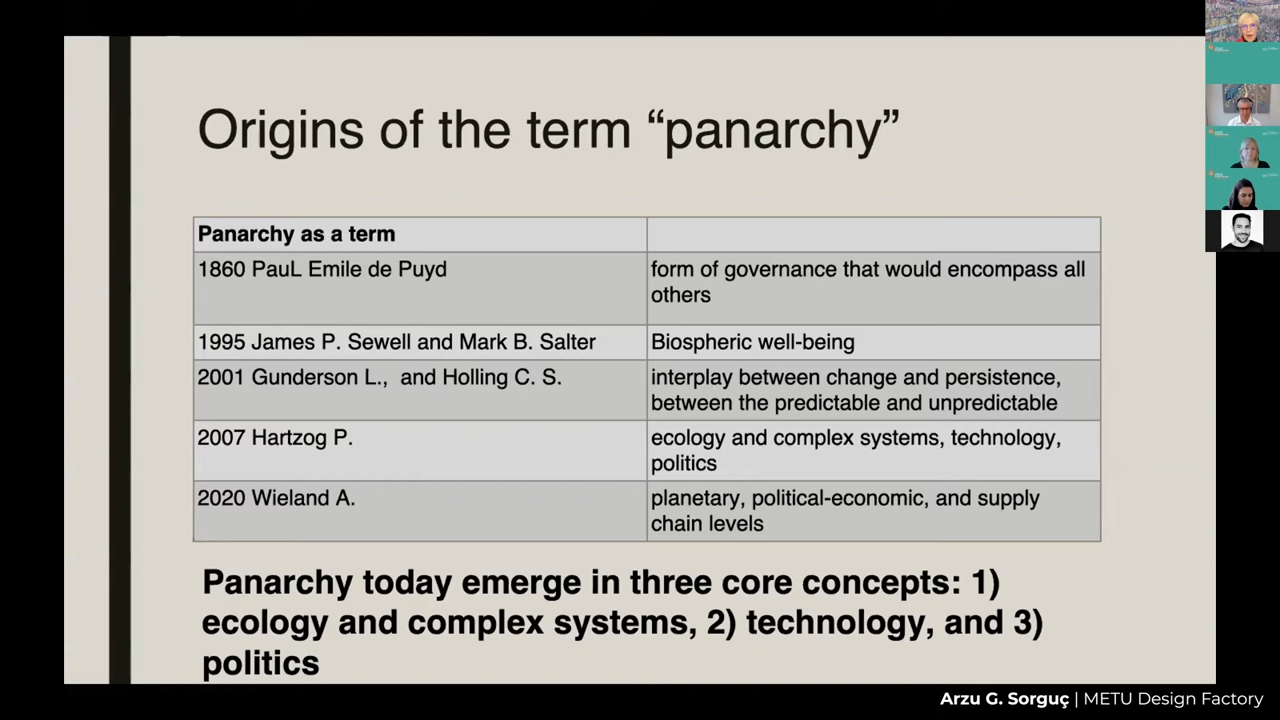 Origins of the term “panarchy”
Panarchy as a term
1860 PauL Emile de Puyd
form of governance that would encompass all
others
1995 James P. Sewell and Mark B. Salter
Biospheric well-being
2001 Gunderson L., and Holling C. S.
interplay between change and persistence,
between the predictable and unpredictable
2007 Hartzog P.
ecology and complex systems, technology,
politics
2020 Wieland A.
planetary, political-economic, and supply
chain levels
Panarchy today emerge in three core concepts: 1)
ecology and complex systems, 2) technology, and 3)
politics
Arzu G. Sorguç | METU Design Factory